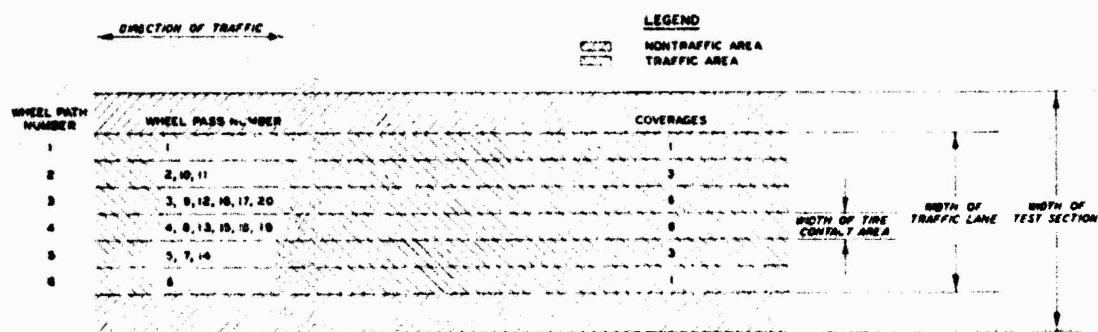 DIRECTION OF TRAFFIC
LEGEND
NONTRAFFIC AREA
TRAFFIC AREA
WHEEL PATH NUMBER
WHEEL PASS NUMBER
COVERAGES
1 1 1
2 2, 10, 11 3
3 3, 9, 12, 16, 17, 20 6
4 4, 8, 13, 15, 19 6
5 5, 7, 14 3
6 6 1
WIDTH OF TIRE CONTACT AREA
WIDTH OF TRAFFIC LANE
WIDTH OF TEST SECTION